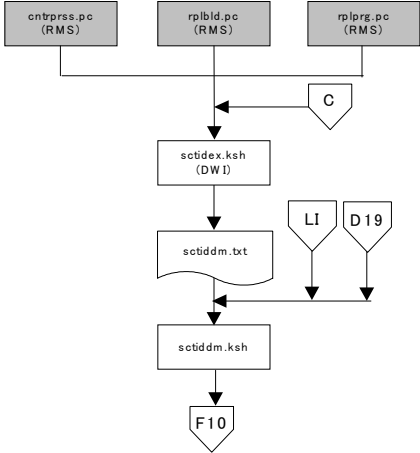 cntrprss.pc
(RMS)
rplbld.pc
(RMS)
rplprg.pc
(RMS)
C
sctidex.ksh
(DWI)
LI
D19
sctiddm.txt
sctiddm.ksh
F10